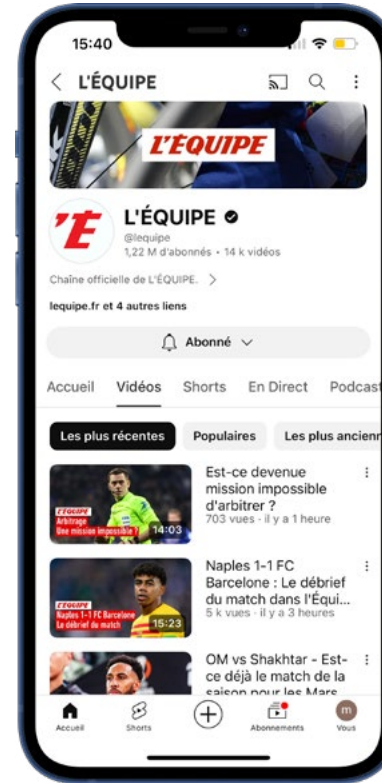 15:40
L'ÉQUIPE
L'ÉQUIPE
'É
L'ÉQUIPE
@lequipe
1,22 M d'abonnés • 14 k vidéos
Chaîne officielle de L'ÉQUIPE.
lequipe.fr et 4 autres liens
Abonné
Accueil Vidéos Shorts En Direct Podcast
Les plus récentes Populaires Les plus ancienn
L'ÉQUIPE
Arbitrage
Une mission impossible ?
14:03
Est-ce devenue
mission impossible
d'arbitrer ?
703 vues · il y a 1 heure
L'ÉQUIPE
Naples 1-1 FC Barcelone
Le débrief du match
15:23
Naples 1-1 FC
Barcelone : Le débrief
du match dans l'Équi...
5 k vues · il y a 3 heures
OM vs Shakhtar - Est-
ce déjà le match de la
saison pour les Mars
Accueil Shorts Abonnements Vous
m